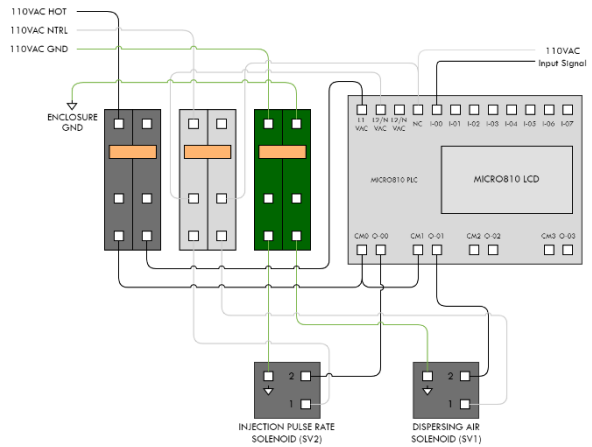 110VAC HOT
110VAC NTRL
110VAC GND
110VAC
Input Signal
ENCLOSURE
GND
L1
VAC
L2/N
VAC
L2/N
VAC
NC
I-00
I-01
I-02
I-03
I-04
I-05
I-06
I-07
MICRO810 PLC
MICRO810 LCD
CM0
O-00
CM1
O-01
CM2
O-02
CM3
O-03
2
1
2
1
INJECTION PULSE RATE
SOLENOID (SV2)
DISPERSING AIR
SOLENOID (SV1)